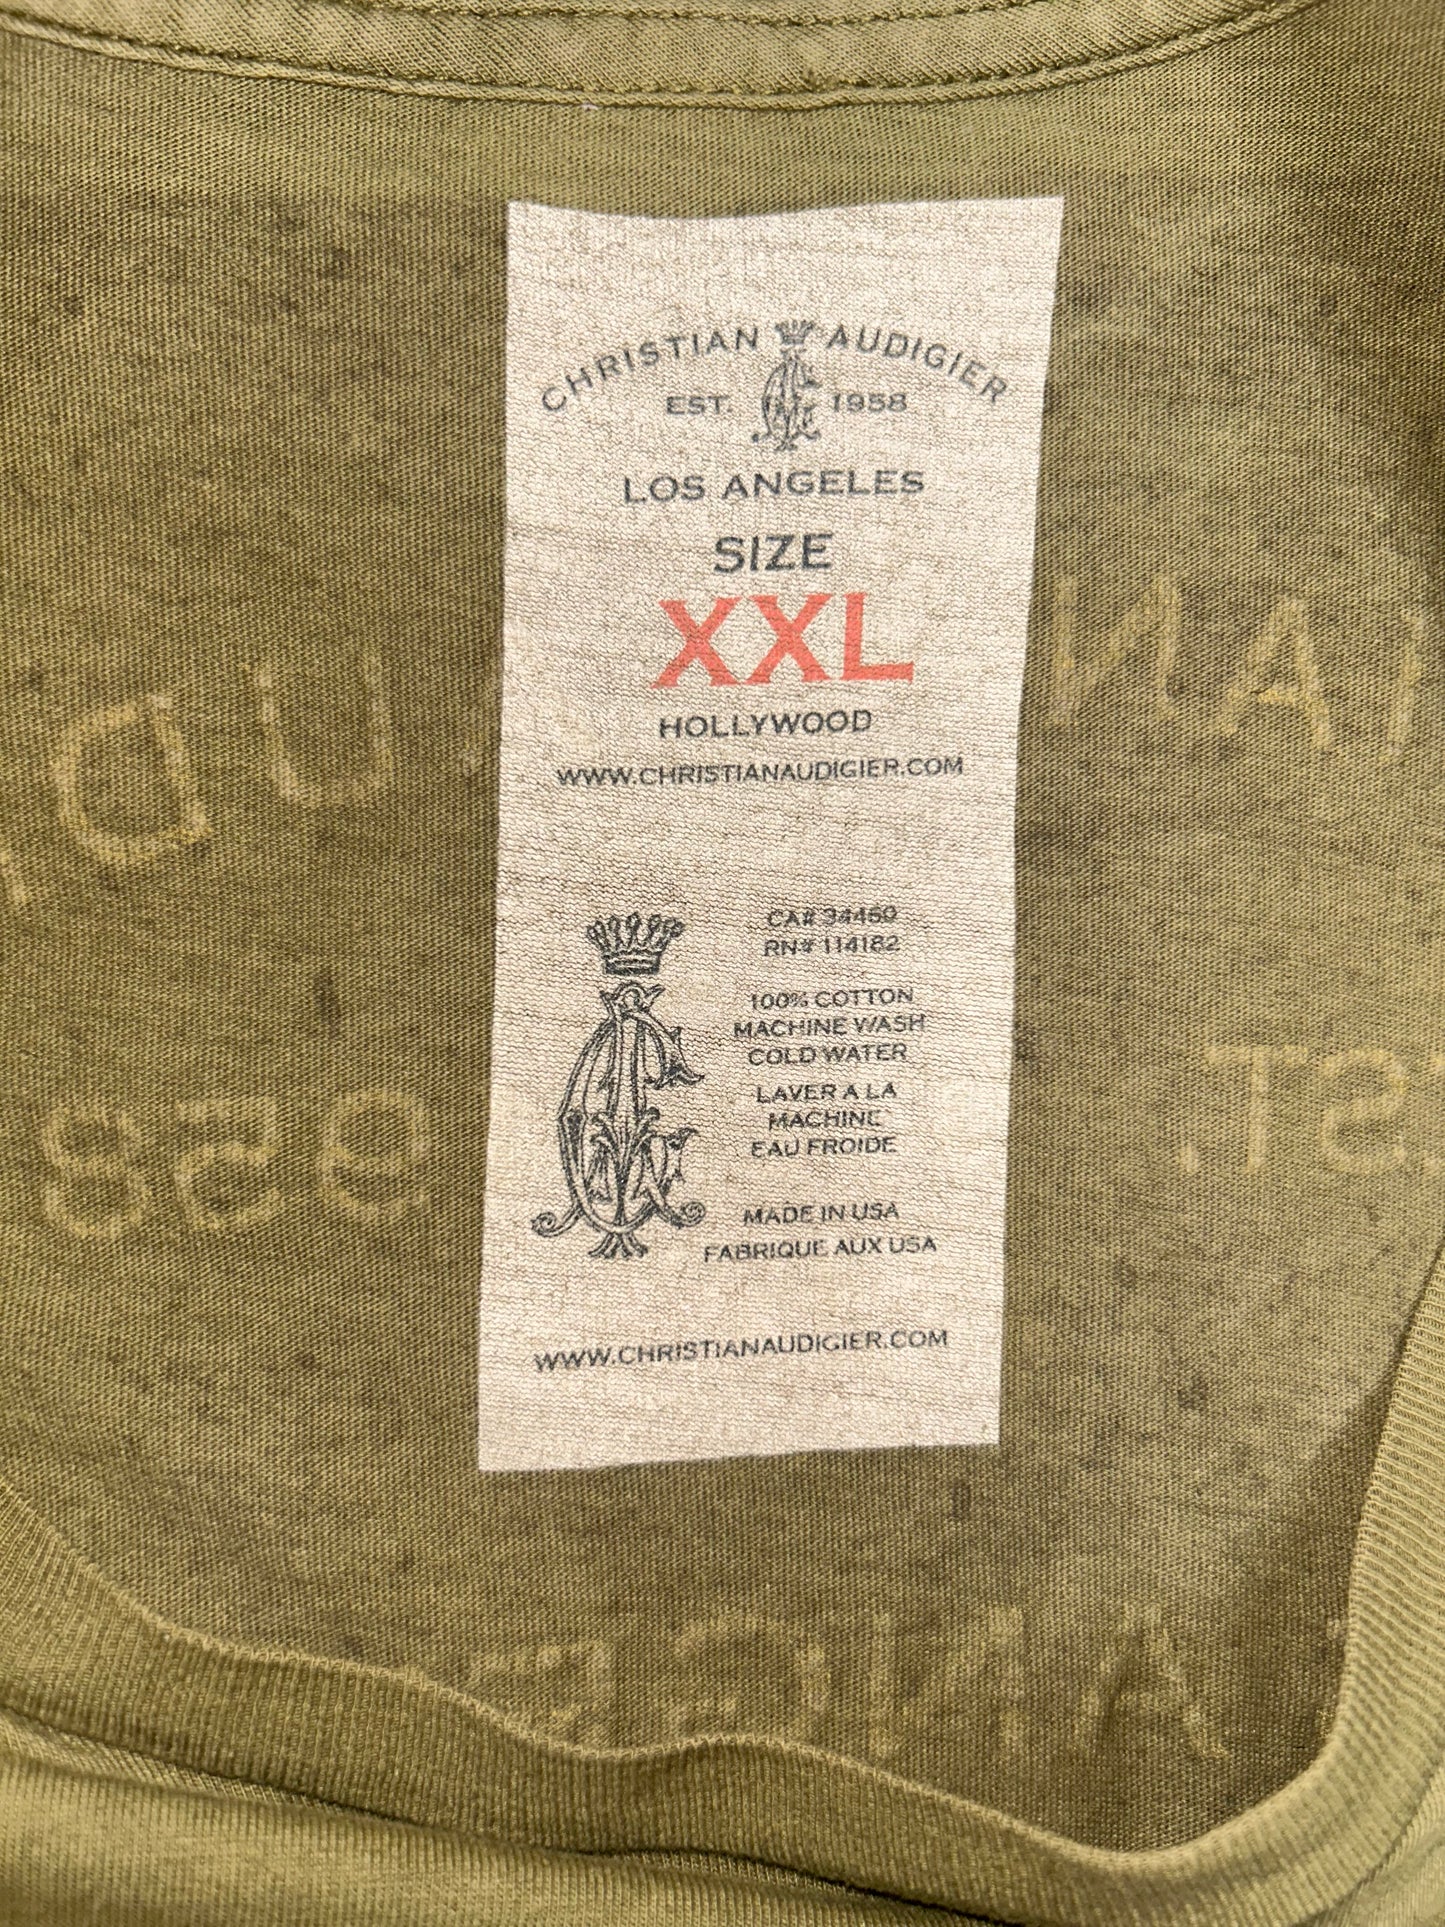 CHRISTIAN AUDIGIER
EST. 1958
LOS ANGELES
SIZE
XXL
HOLLYWOOD
WWW.CHRISTIANAUDIGIER.COM
CA# 34460
RN# 114182
100% COTTON
MACHINE WASH
COLD WATER
LAVER A LA
MACHINE
EAU FROIDE
MADE IN USA
FABRIQUE AUX USA
WWW.CHRISTIANAUDIGIER.COM